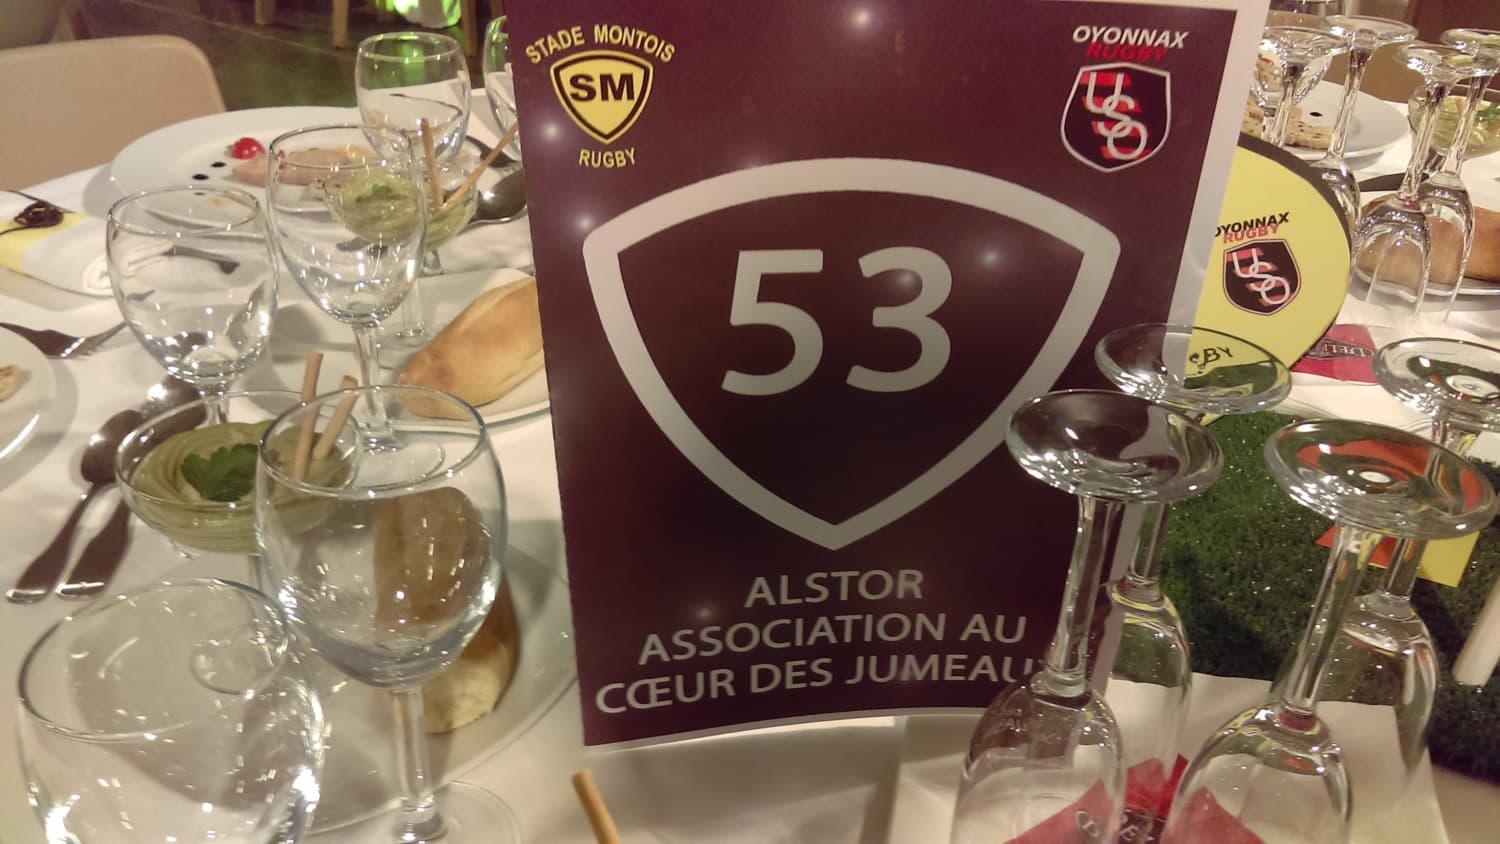 STADE MONTOIS
SM
RUGBY
OYONNAX
RUGBY
USO
53
ALSTOR
ASSOCIATION AU
CŒUR DES JUMEAU
OYONNAX
RUGBY
USO